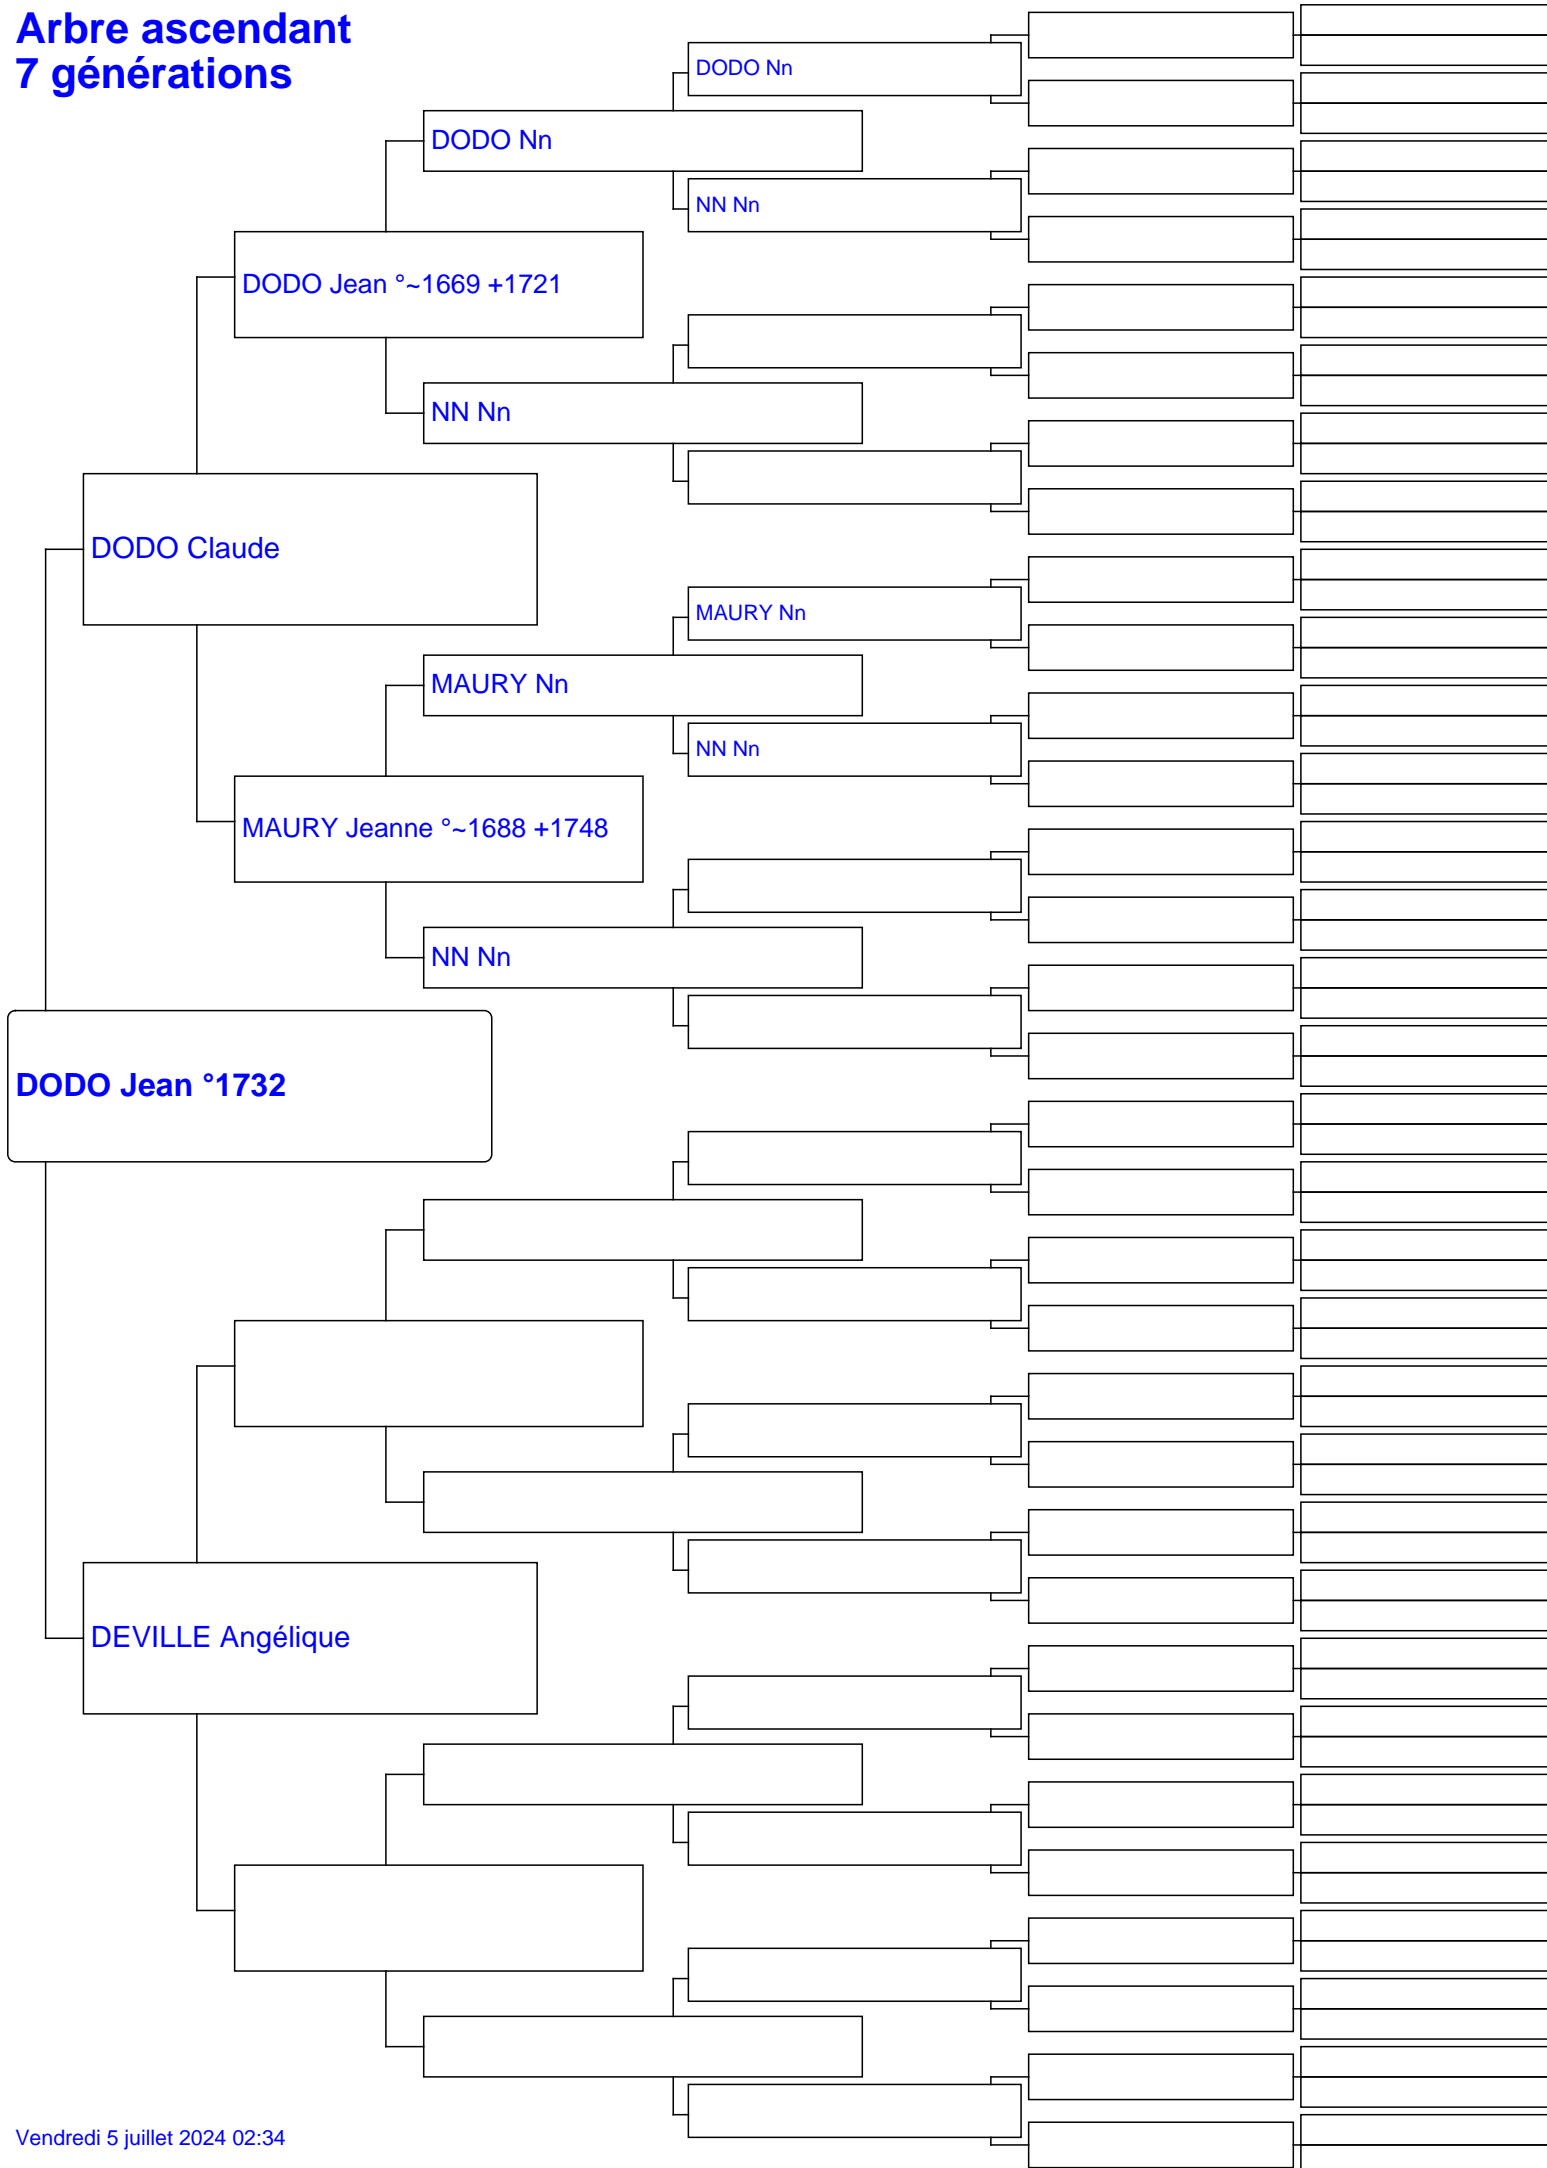 Arbre ascendant
7 générations
DODO Nn
DODO Nn
NN Nn
DODO Jean °~1669 +1721
NN Nn
DODO Claude
MAURY Nn
MAURY Nn
NN Nn
MAURY Jeanne °~1688 +1748
NN Nn
DODO Jean °1732
DEVILLE Angélique
Vendredi 5 juillet 2024 02:34